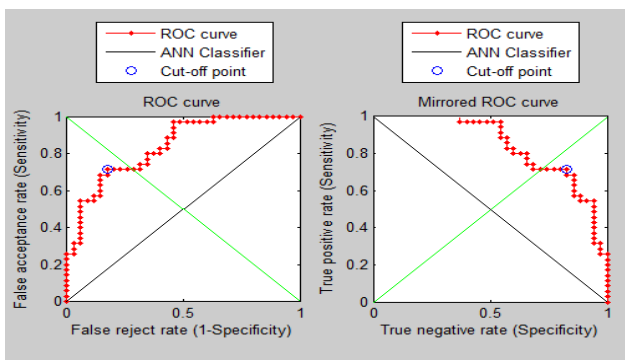 ROC curve
ANN Classifier
Cut-off point
ROC curve
False acceptance rate (Sensitivity)
1
0.8
0.6
0.4
0.2
0
0
0.5
1
False reject rate (1-Specificity)
ROC curve
ANN Classifier
Cut-off point
Mirrored ROC curve
True positive rate (Sensitivity)
1
0.8
0.6
0.4
0.2
0
0
0.5
1
True negative rate (Specificity)